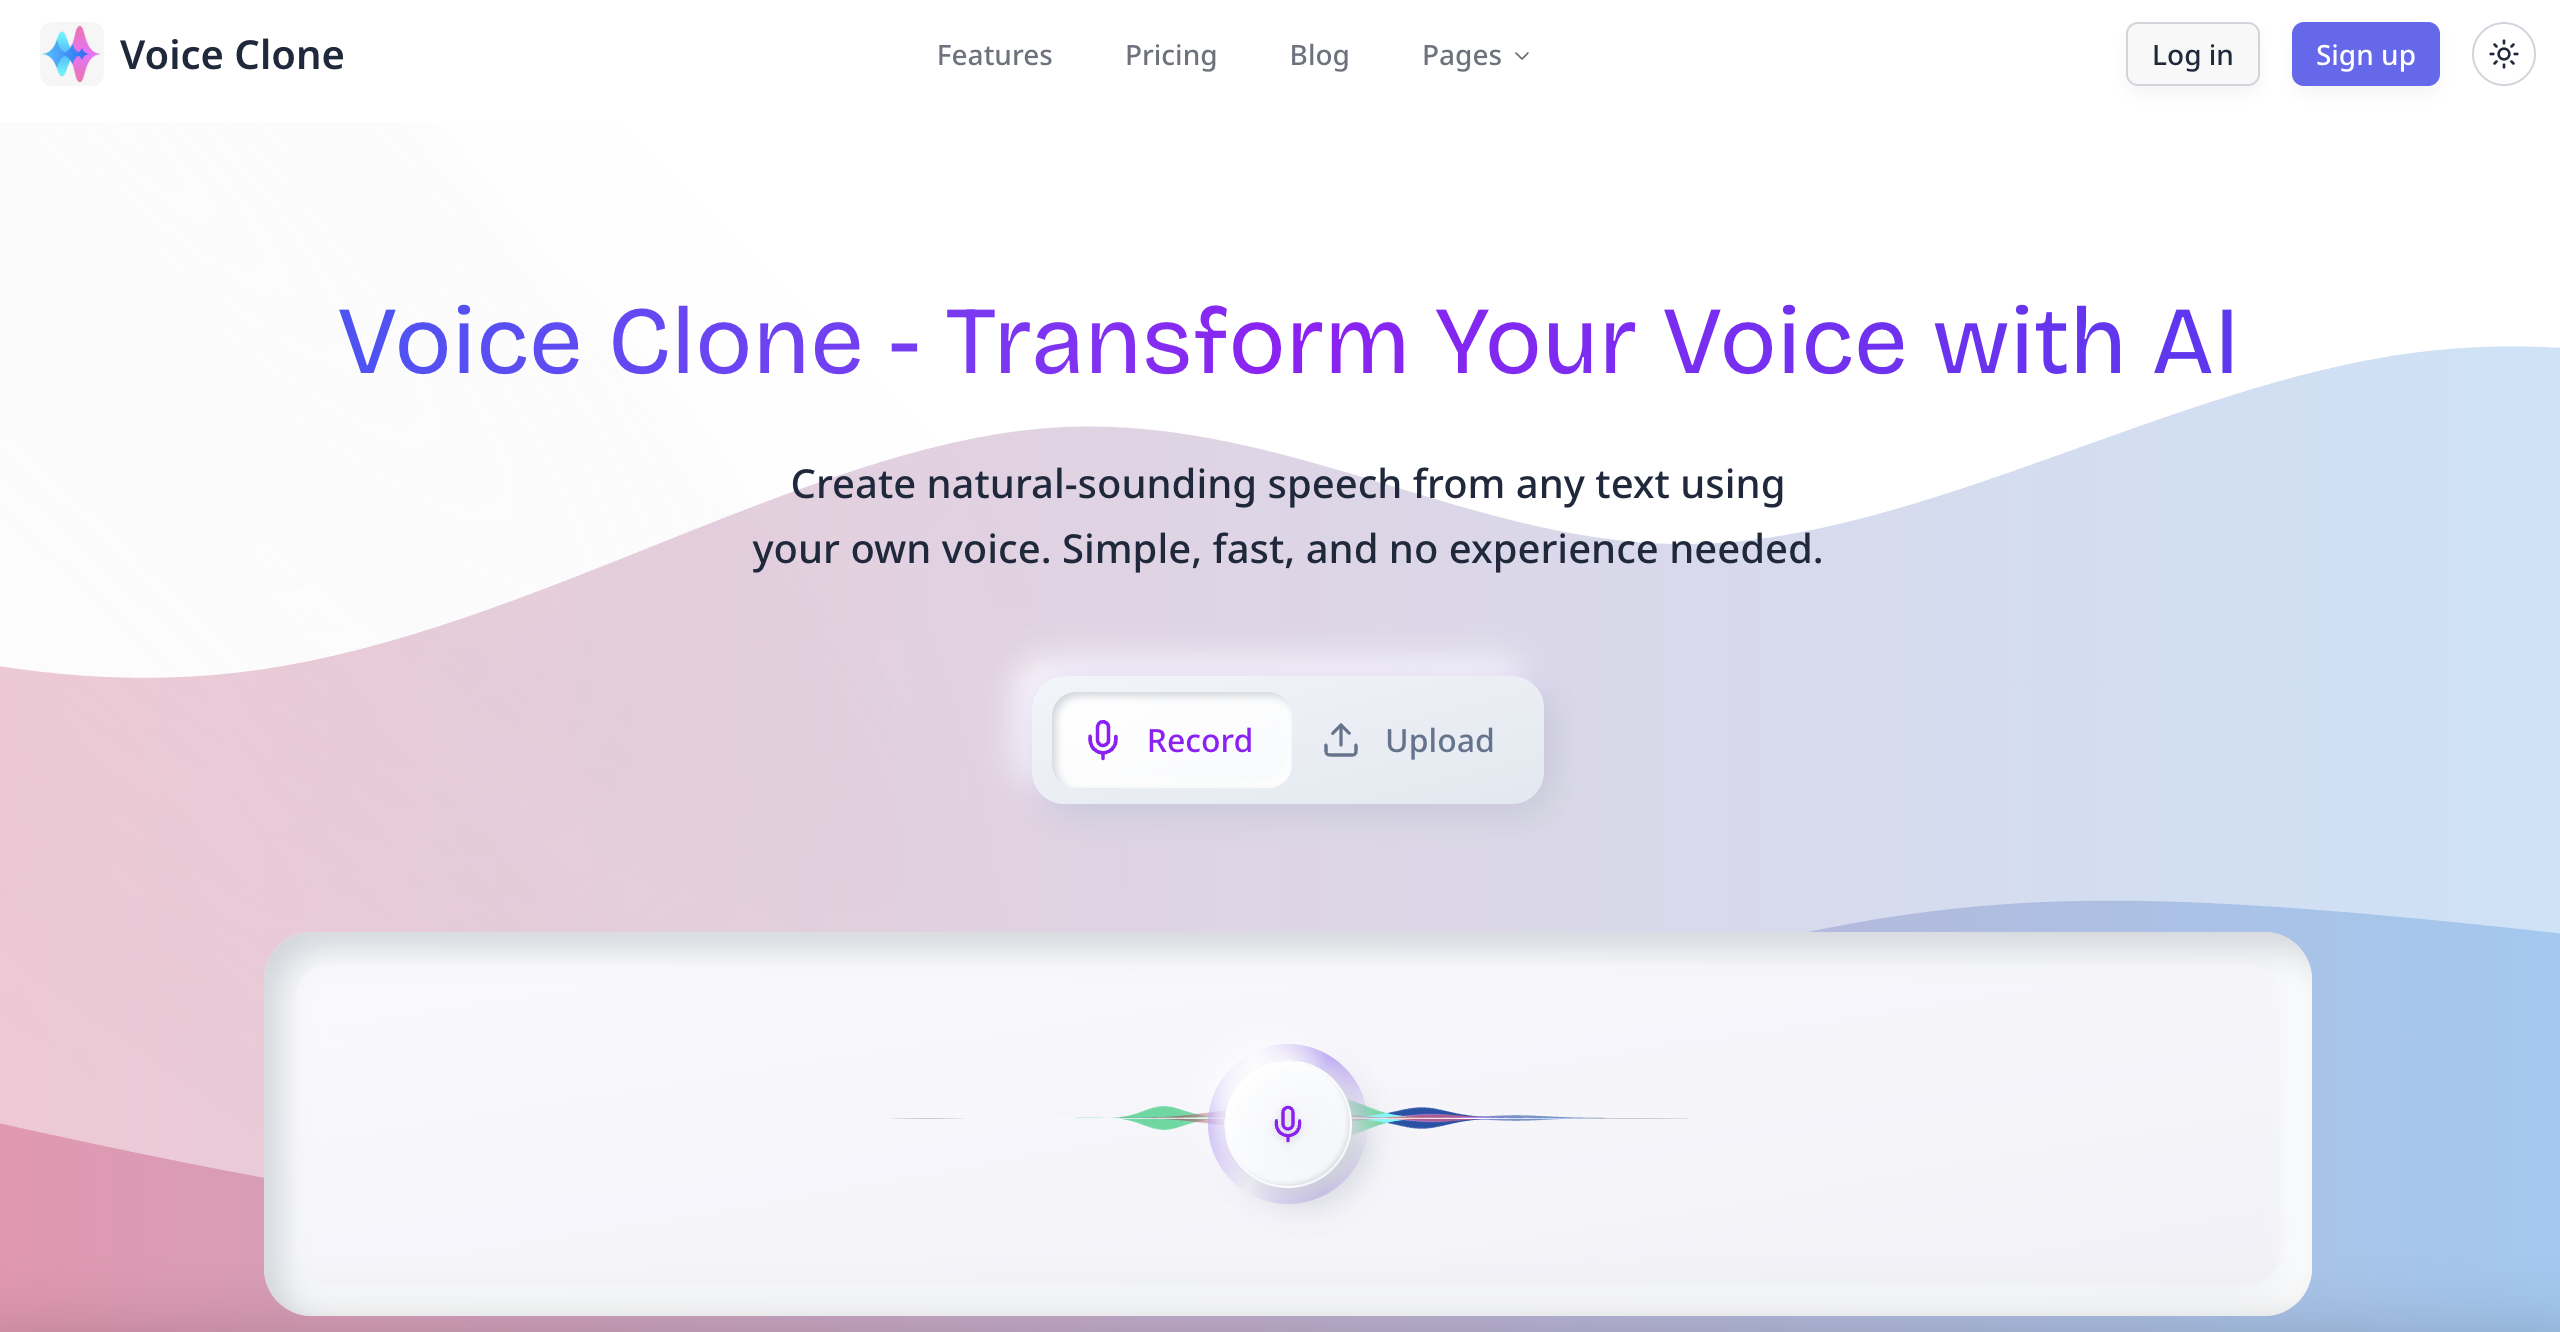 Voice Clone
Features
Pricing
Blog
Pages
Log in
Sign up
Voice Clone - Transform Your Voice with AI
Create natural-sounding speech from any text using
your own voice. Simple, fast, and no experience needed.
Record
Upload